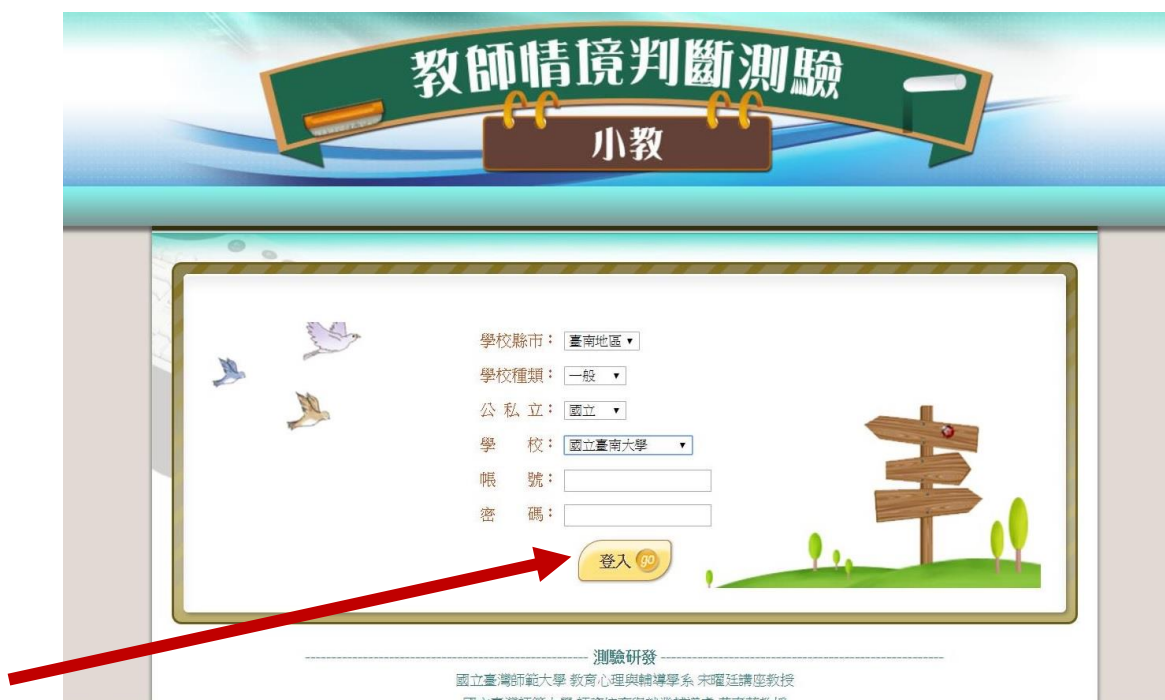 教師情境判斷測驗
小教
學校縣市： 臺南地區
學校種類： 一般
公 私 立： 國立
學　　校： 國立臺南大學
帳　　號：
密　　碼：
登入 go
測驗研發
國立臺灣師範大學 教育心理與輔導學系 宋曜廷講座教授